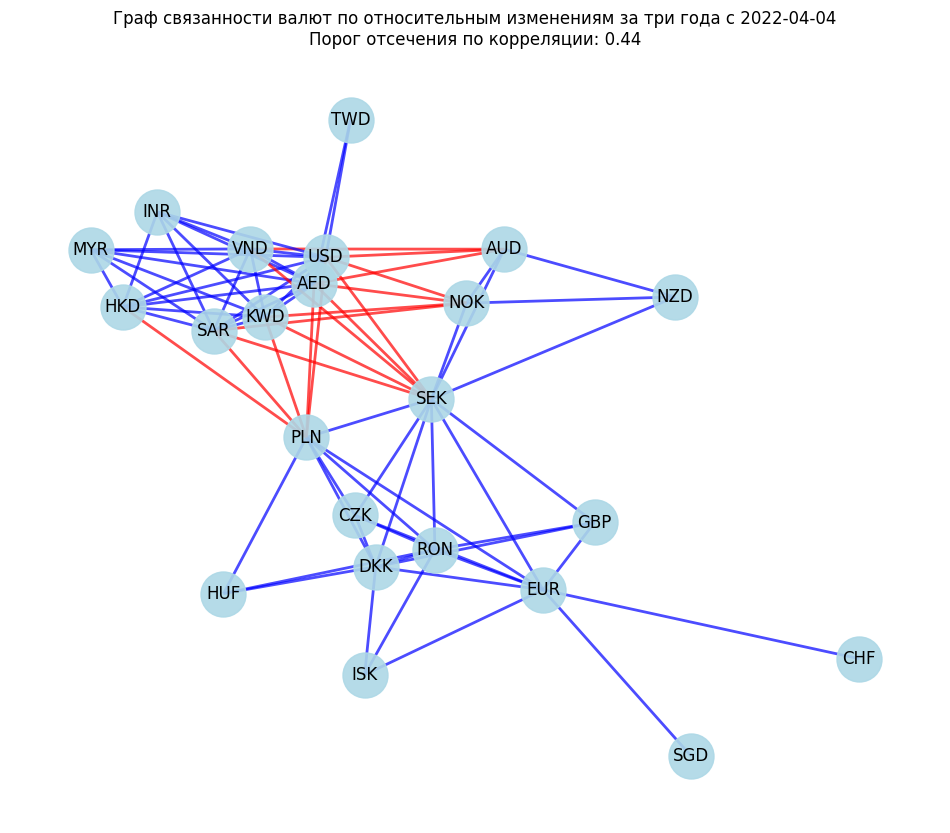 Граф связанности валют по относительным изменениям за три года с 2022-04-04
Порог отсечения по корреляции: 0.44
TWD
INR
MYR
VND
USD
AUD
AED
HKD
NOK
NZD
KWD
SAR
SEK
PLN
CZK
GBP
RON
DKK
HUF
EUR
ISK
CHF
SGD